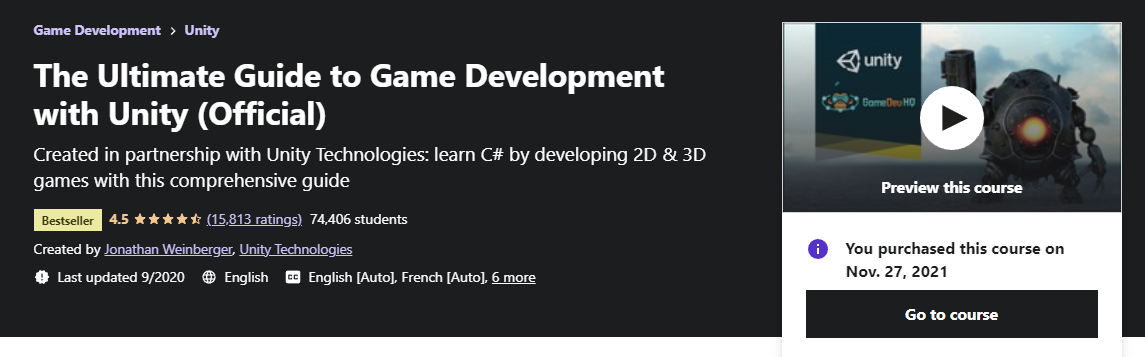 Game Development > Unity
The Ultimate Guide to Game Development
with Unity (Official)
Created in partnership with Unity Technologies: learn C# by developing 2D & 3D
games with this comprehensive guide
Bestseller 4.5 (15,813 ratings) 74,406 students
Created by Jonathan Weinberger, Unity Technologies
Last updated 9/2020 English CC English [Auto], French [Auto], 6 more
unity
GameDevHQ
Preview this course
You purchased this course on
Nov. 27, 2021
Go to course